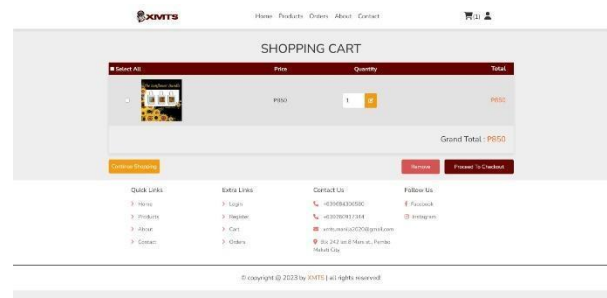 XMTS
Home Products Orders About Contact
(1)
SHOPPING CART
Select All Price Quantity Total
P850 1 P850
Grand Total : P850
Continue Shopping Remove Proceed To Checkout
Quick Links Extra Links Contact Us Follow Us
Home Login Facebook
Products Register Instagram
About Cart
Contact Orders
Makati City
© copyright @ 2023 by XMTS | all rights reserved!